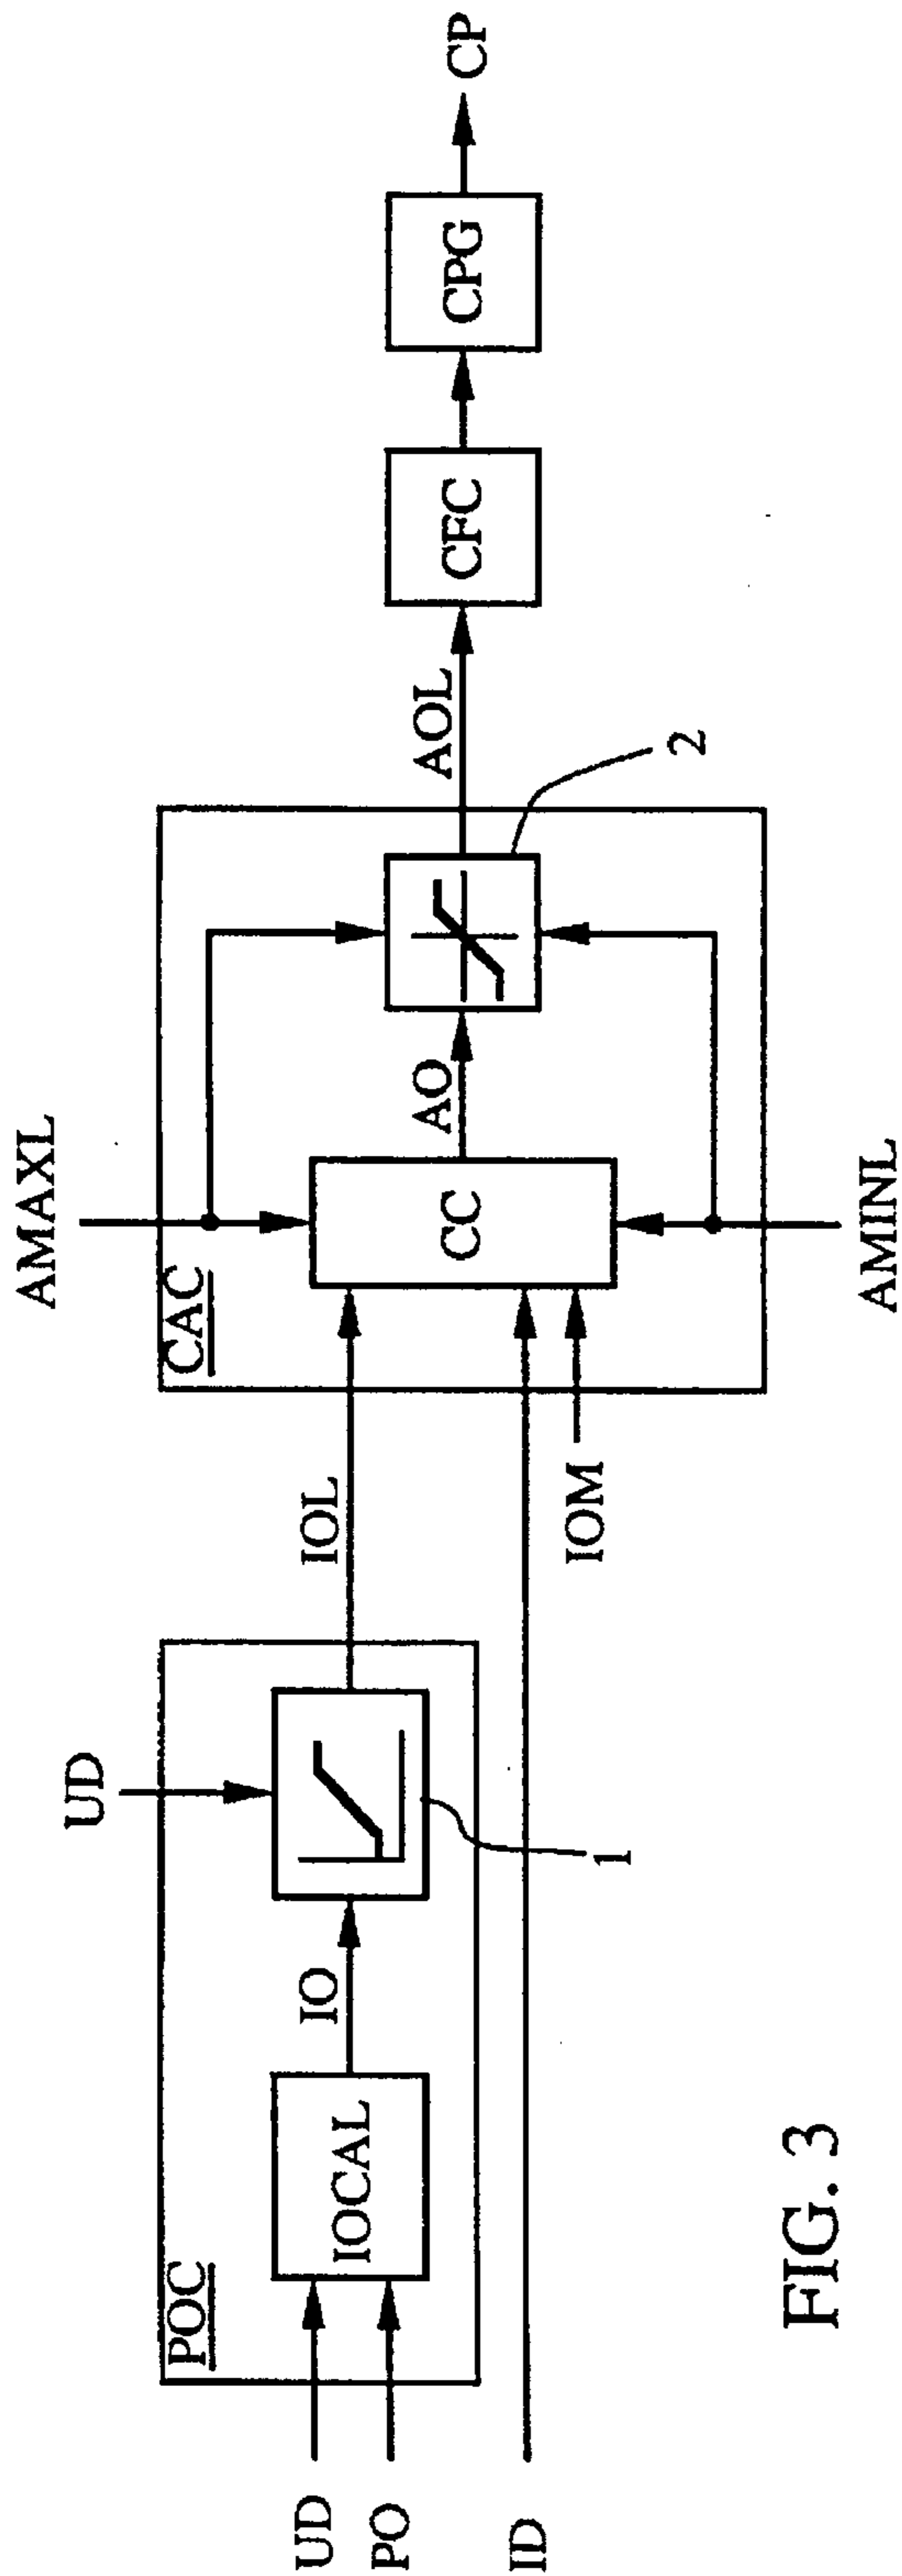 POC
UD
PO
ID
IOCAL
IO
UD
1
IOL
IOM
CAC
AMAXL
CC
AMINL
AO
2
AOL
CFC
CPG
CP
FIG. 3